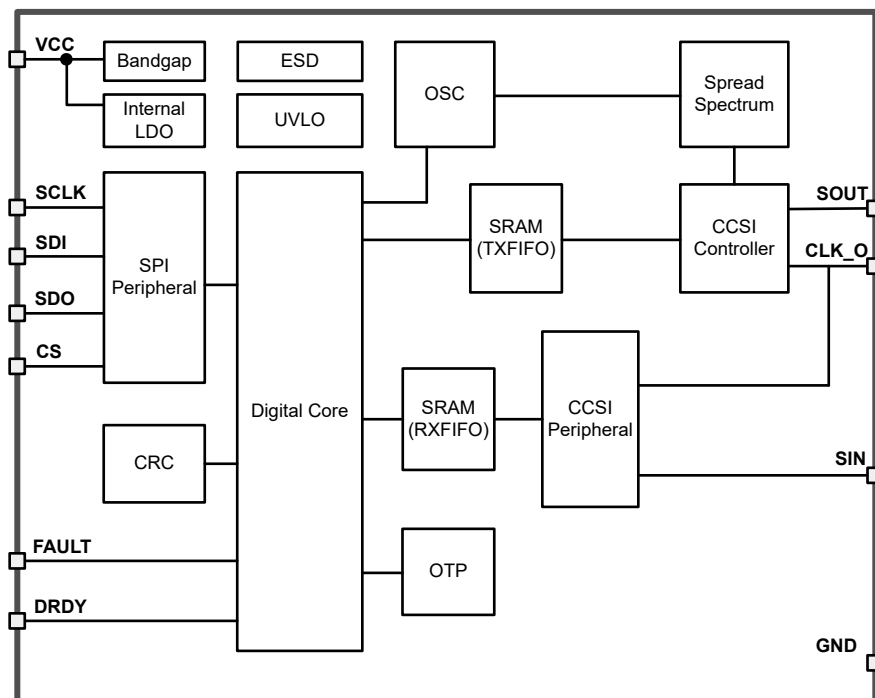 VCC
Bandgap
ESD
Internal
LDO
UVLO
OSC
Spread
Spectrum
SCLK
SDI
SDO
CS
SPI
Peripheral
SRAM
(TXFIFO)
CCSI
Controller
SOUT
CLK_O
Digital Core
SRAM
(RXFIFO)
CCSI
Peripheral
SIN
CRC
FAULT
DRDY
OTP
GND